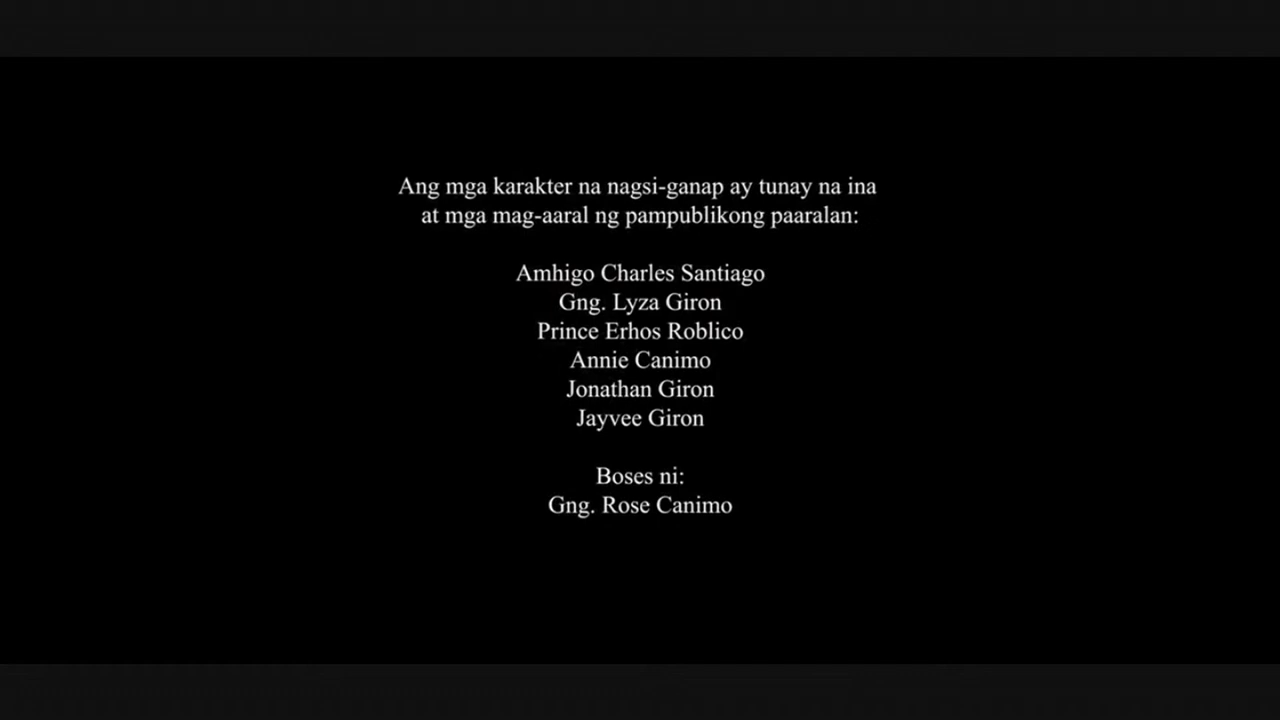 Ang mga karakter na nagsi-ganap ay tunay na ina
at mga mag-aaral ng pampublikong paaralan:
Amhigo Charles Santiago
Gng. Lyza Giron
Prince Erhos Roblico
Annie Canimo
Jonathan Giron
Jayvee Giron
Boses ni:
Gng. Rose Canimo